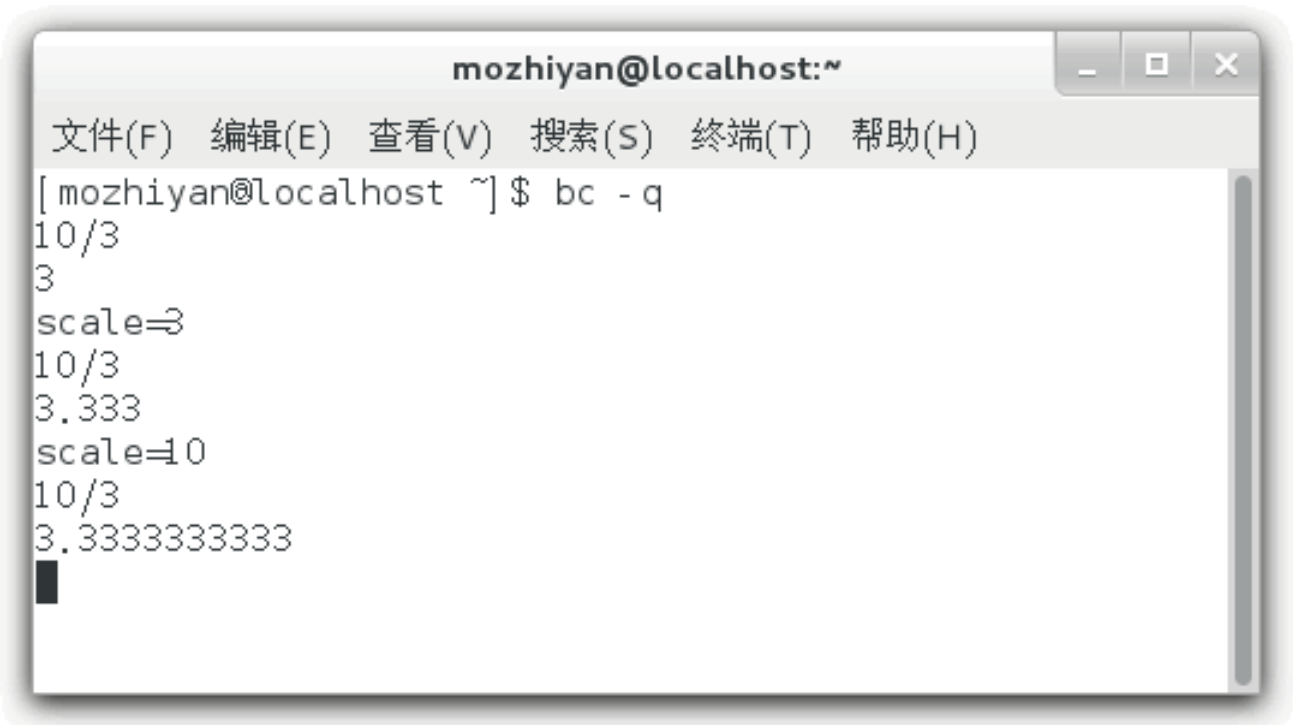 mozhiyan@localhost:~
文件(F) 编辑(E) 查看(V) 搜索(S) 终端(T) 帮助(H)
[mozhiyan@localhost ~]$ bc -q
10/3
3
scale=3
10/3
3.333
scale=10
10/3
3.3333333333